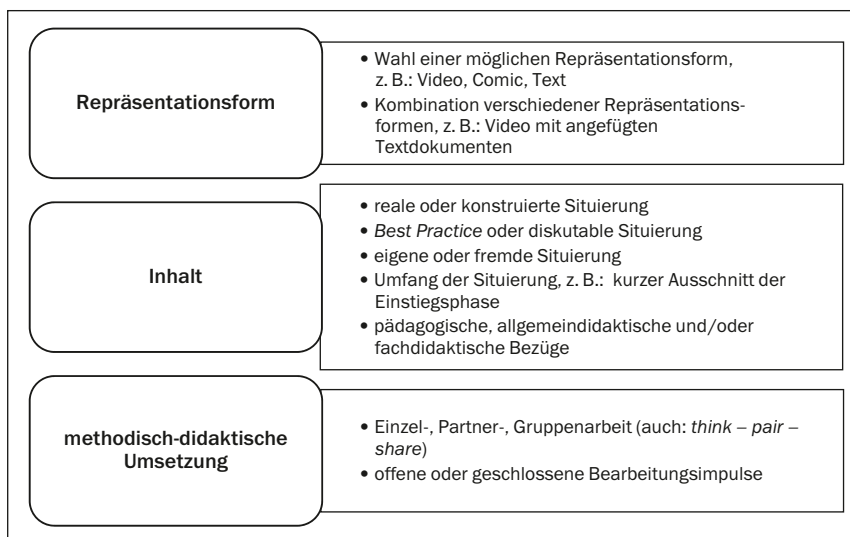 Repräsentationsform
• Wahl einer möglichen Repräsentationsform,
z. B.: Video, Comic, Text
• Kombination verschiedener Repräsentations-
formen, z. B.: Video mit angefügten
Textdokumenten
Inhalt
• reale oder konstruierte Situierung
• Best Practice oder diskutable Situierung
• eigene oder fremde Situierung
• Umfang der Situierung, z. B.: kurzer Ausschnitt der
Einstiegsphase
• pädagogische, allgemeindidaktische und/oder
fachdidaktische Bezüge
methodisch-didaktische
Umsetzung
• Einzel-, Partner-, Gruppenarbeit (auch: think – pair –
share)
• offene oder geschlossene Bearbeitungsimpulse